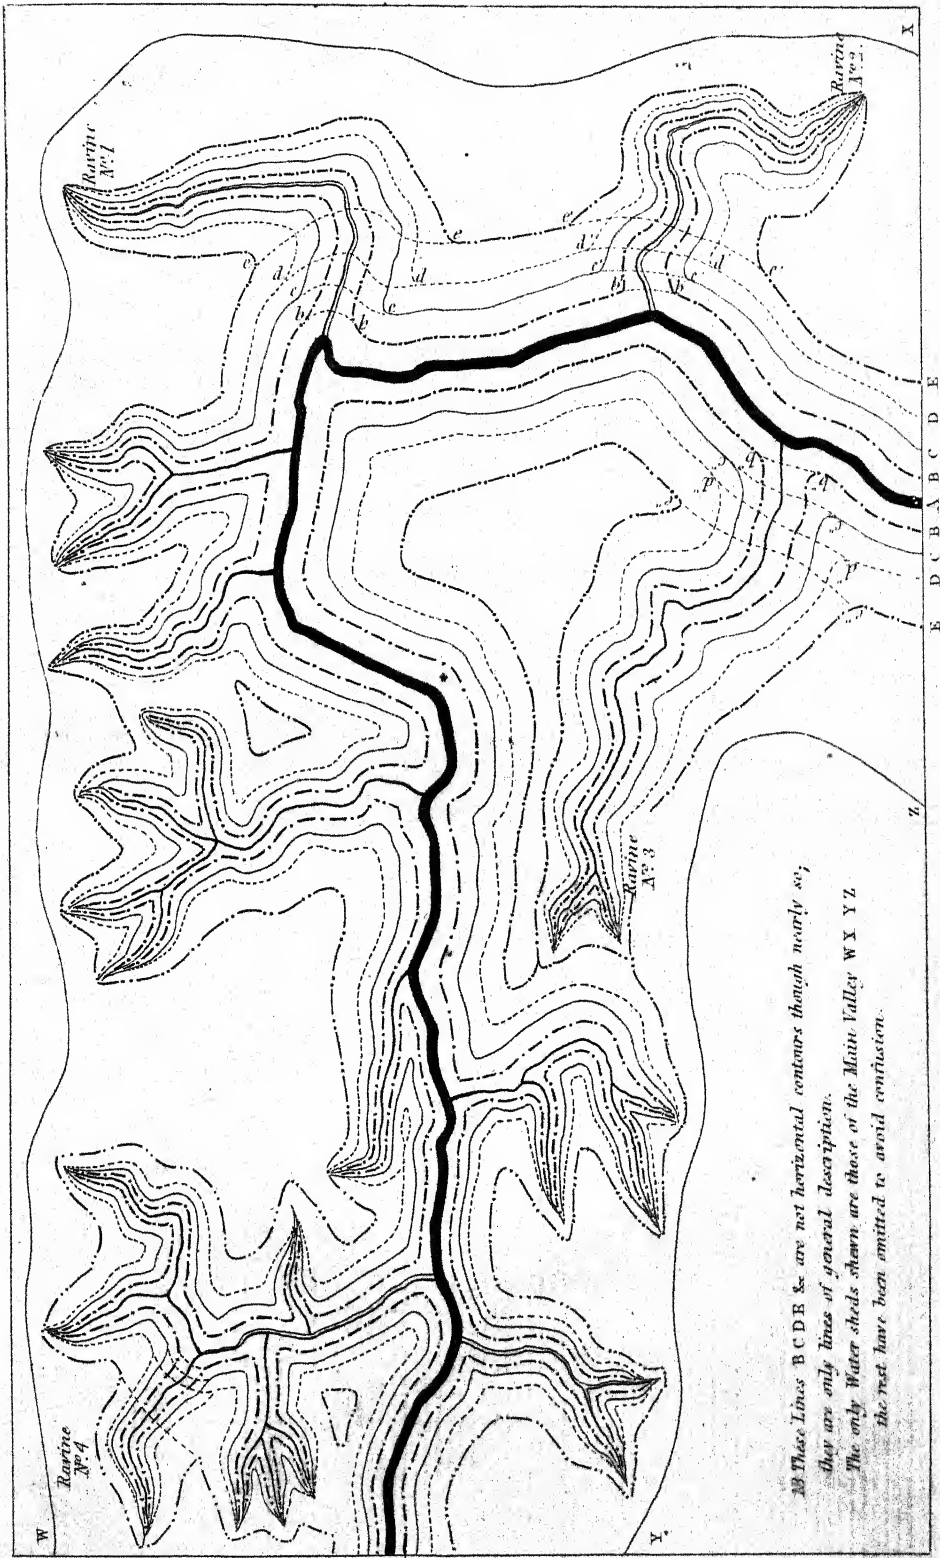 W
X
Y
Z
Ravine
No. 1
Ravine
No. 2.
Ravine
No. 3
Ravine
No. 4
e
d
c
b
b
c
d
e
e
d
c
b
b
c
d
e
p
q
q
p
E D C B A B C D E
NB These Lines B C D E &c are not horizontal contours though nearly so;
they are only lines of general description.
The only Water sheds shewn are those of the Main Valley W X Y Z
the rest have been omitted to avoid confusion.